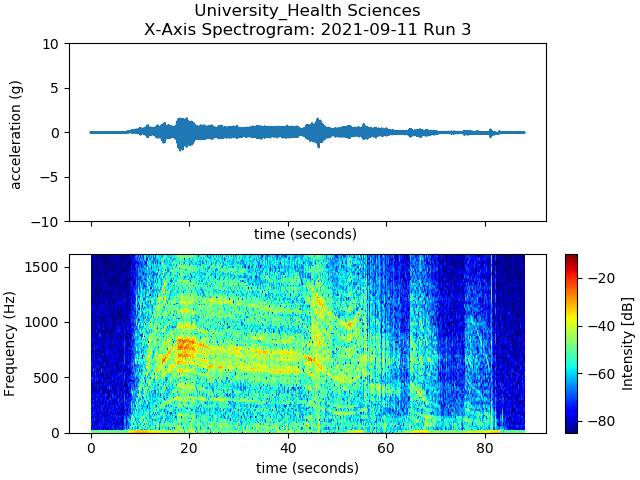 University_Health Sciences
X-Axis Spectrogram: 2021-09-11 Run 3
10
5
0
−5
−10
acceleration (g)
time (seconds)
1500
1000
500
0
Frequency (Hz)
0 20 40 60 80
time (seconds)
−20
−40
−60
−80
Intensity [dB]